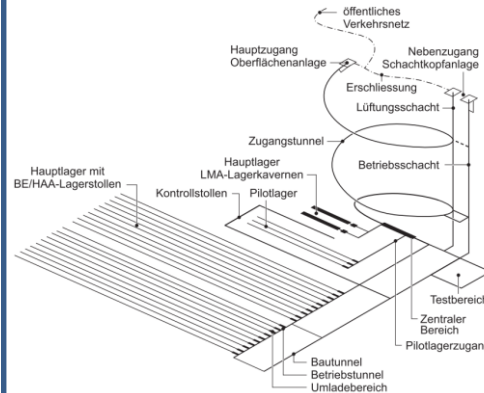 öffentliches
Verkehrsnetz
Hauptzugang
Oberflächenanlage
Nebenzugang
Schachtkopfanlage
Erschliessung
Lüftungsschacht
Zugangstunnel
Hauptlager
LMA-Lagerkavernen
Betriebsschacht
Hauptlager mit
BE/HAA-Lagerstollen
Kontrollstollen
Pilotlager
Testbereich
Zentraler
Bereich
Pilotlagerzugang
Bautunnel
Betriebstunnel
Umladebereich